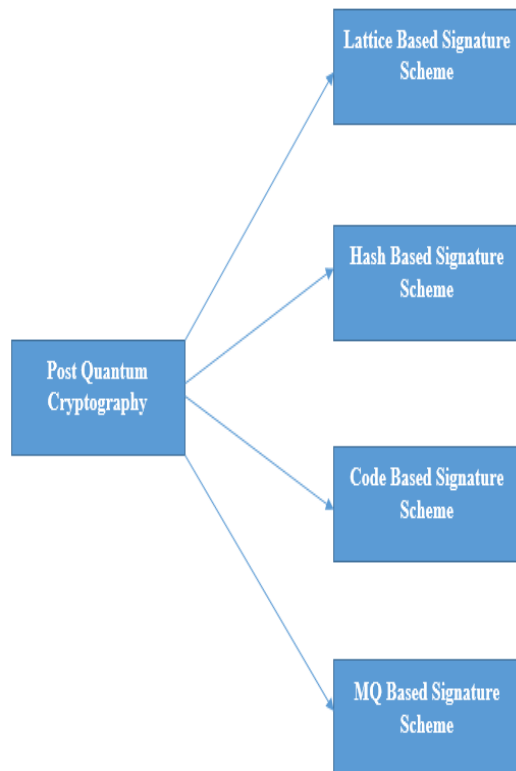 Lattice Based Signature
Scheme
Hash Based Signature
Scheme
Post Quantum
Cryptography
Code Based Signature
Scheme
MQ Based Signature
Scheme